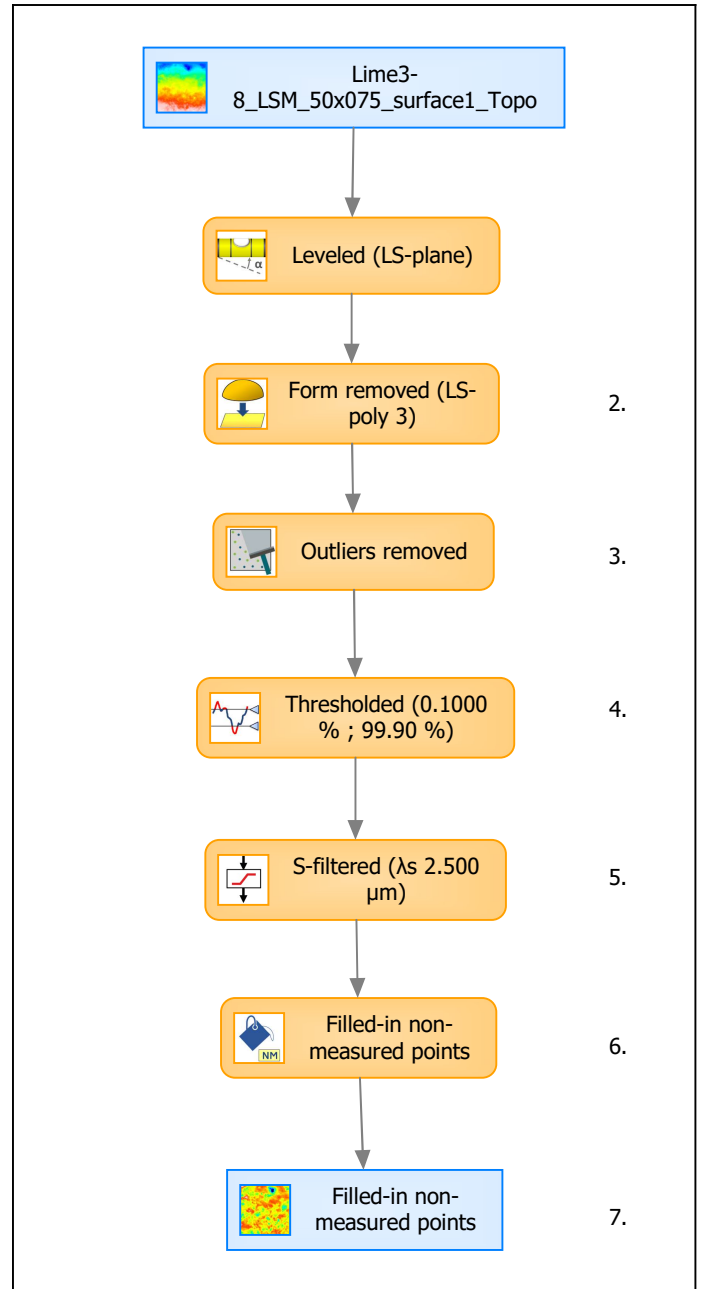 Lime3-
8_LSM_50x075_surface1_Topo
α
Leveled (LS-plane)
Form removed (LS-
poly 3)
2.
Outliers removed
3.
Thresholded (0.1000
% ; 99.90 %)
4.
S-filtered (λs 2.500
µm)
5.
NM
Filled-in non-
measured points
6.
Filled-in non-
measured points
7.